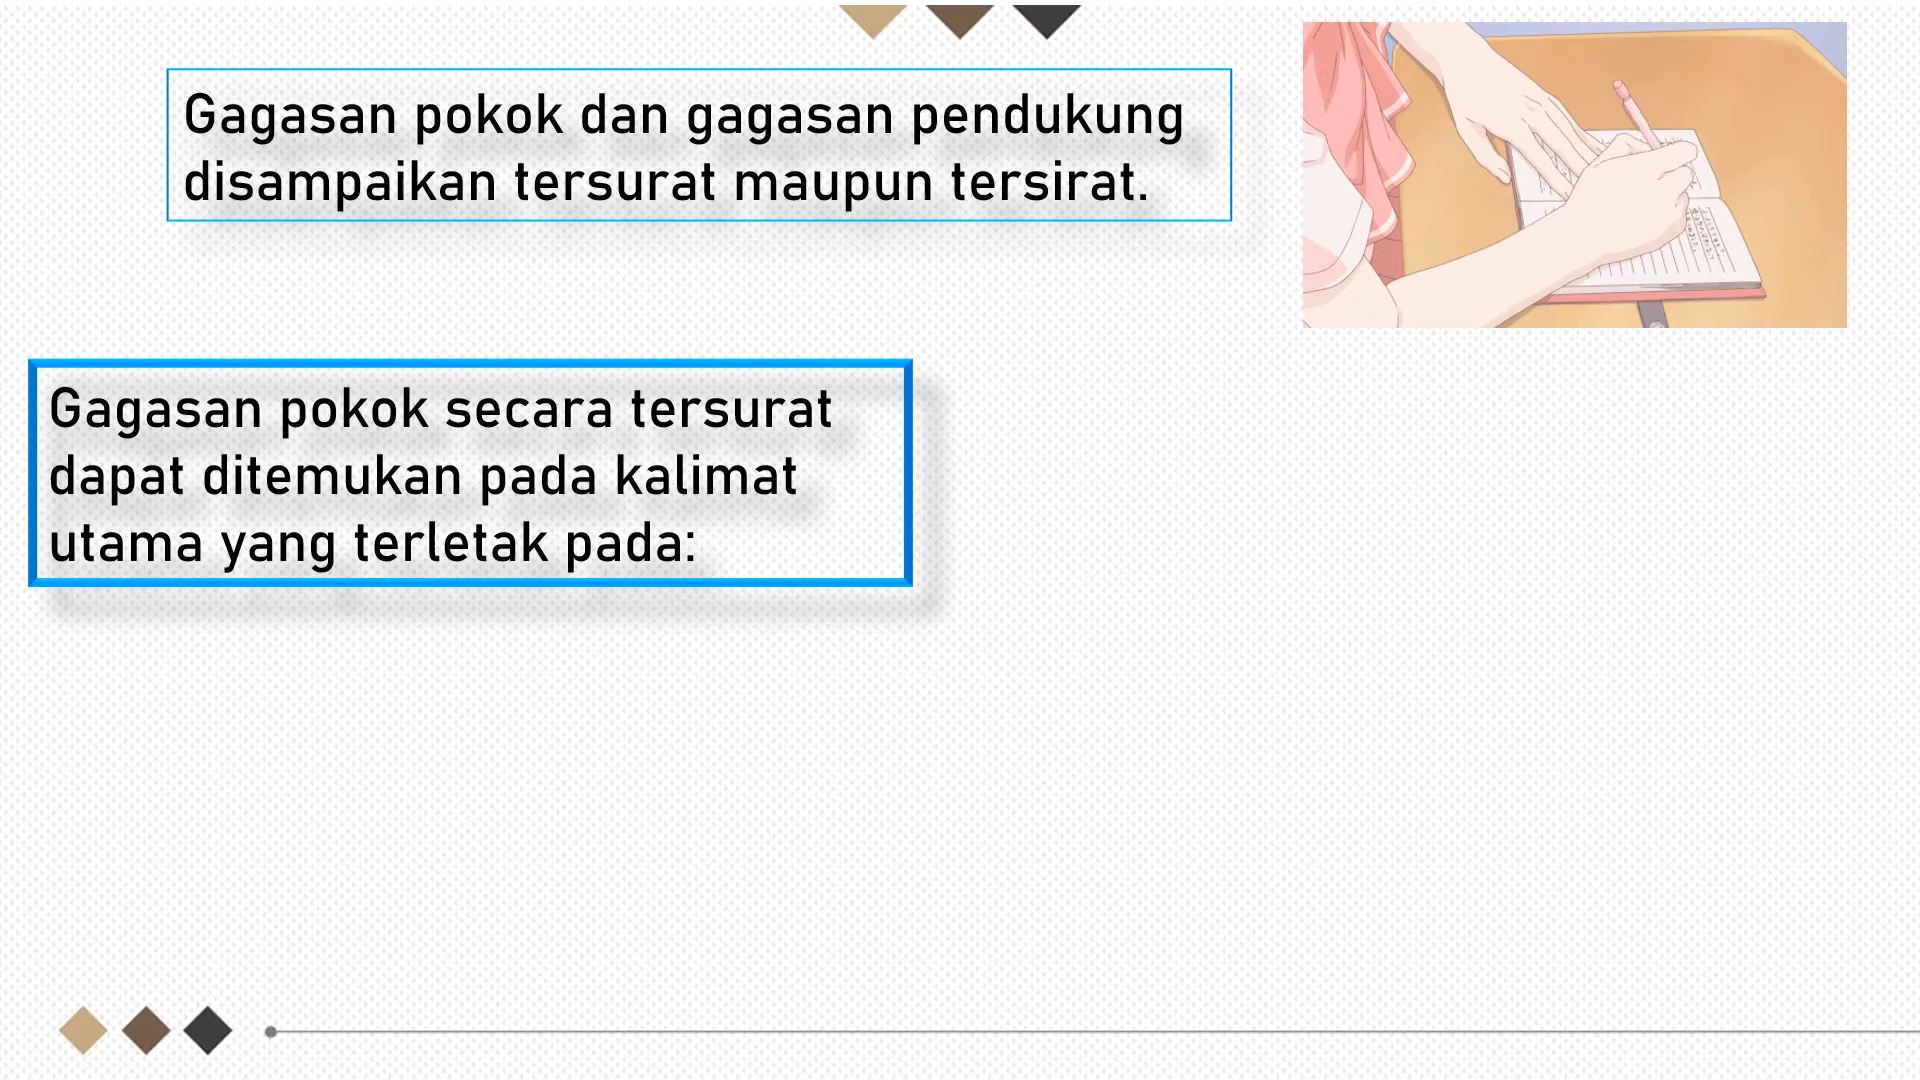 Gagasan pokok dan gagasan pendukung
disampaikan tersurat maupun tersirat.
Gagasan pokok secara tersurat
dapat ditemukan pada kalimat
utama yang terletak pada: